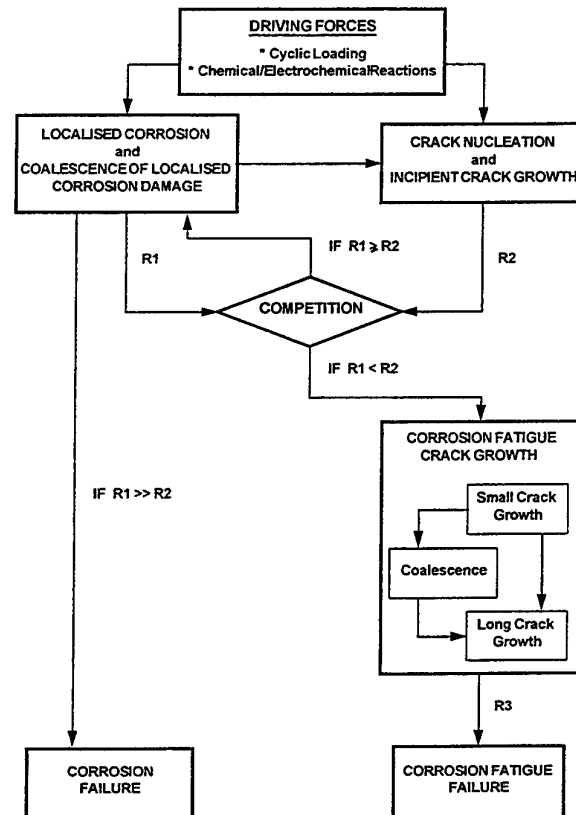 DRIVING FORCES
* Cyclic Loading
* Chemical/Electrochemical Reactions
LOCALISED CORROSION
and
COALESCENCE OF LOCALISED
CORROSION DAMAGE
CRACK NUCLEATION
and
INCIPIENT CRACK GROWTH
R1
IF R1 ⩾ R2
R2
COMPETITION
IF R1 < R2
CORROSION FATIGUE
CRACK GROWTH
IF R1 >> R2
Small Crack
Growth
Coalescence
Long Crack
Growth
R3
CORROSION
FAILURE
CORROSION FATIGUE
FAILURE